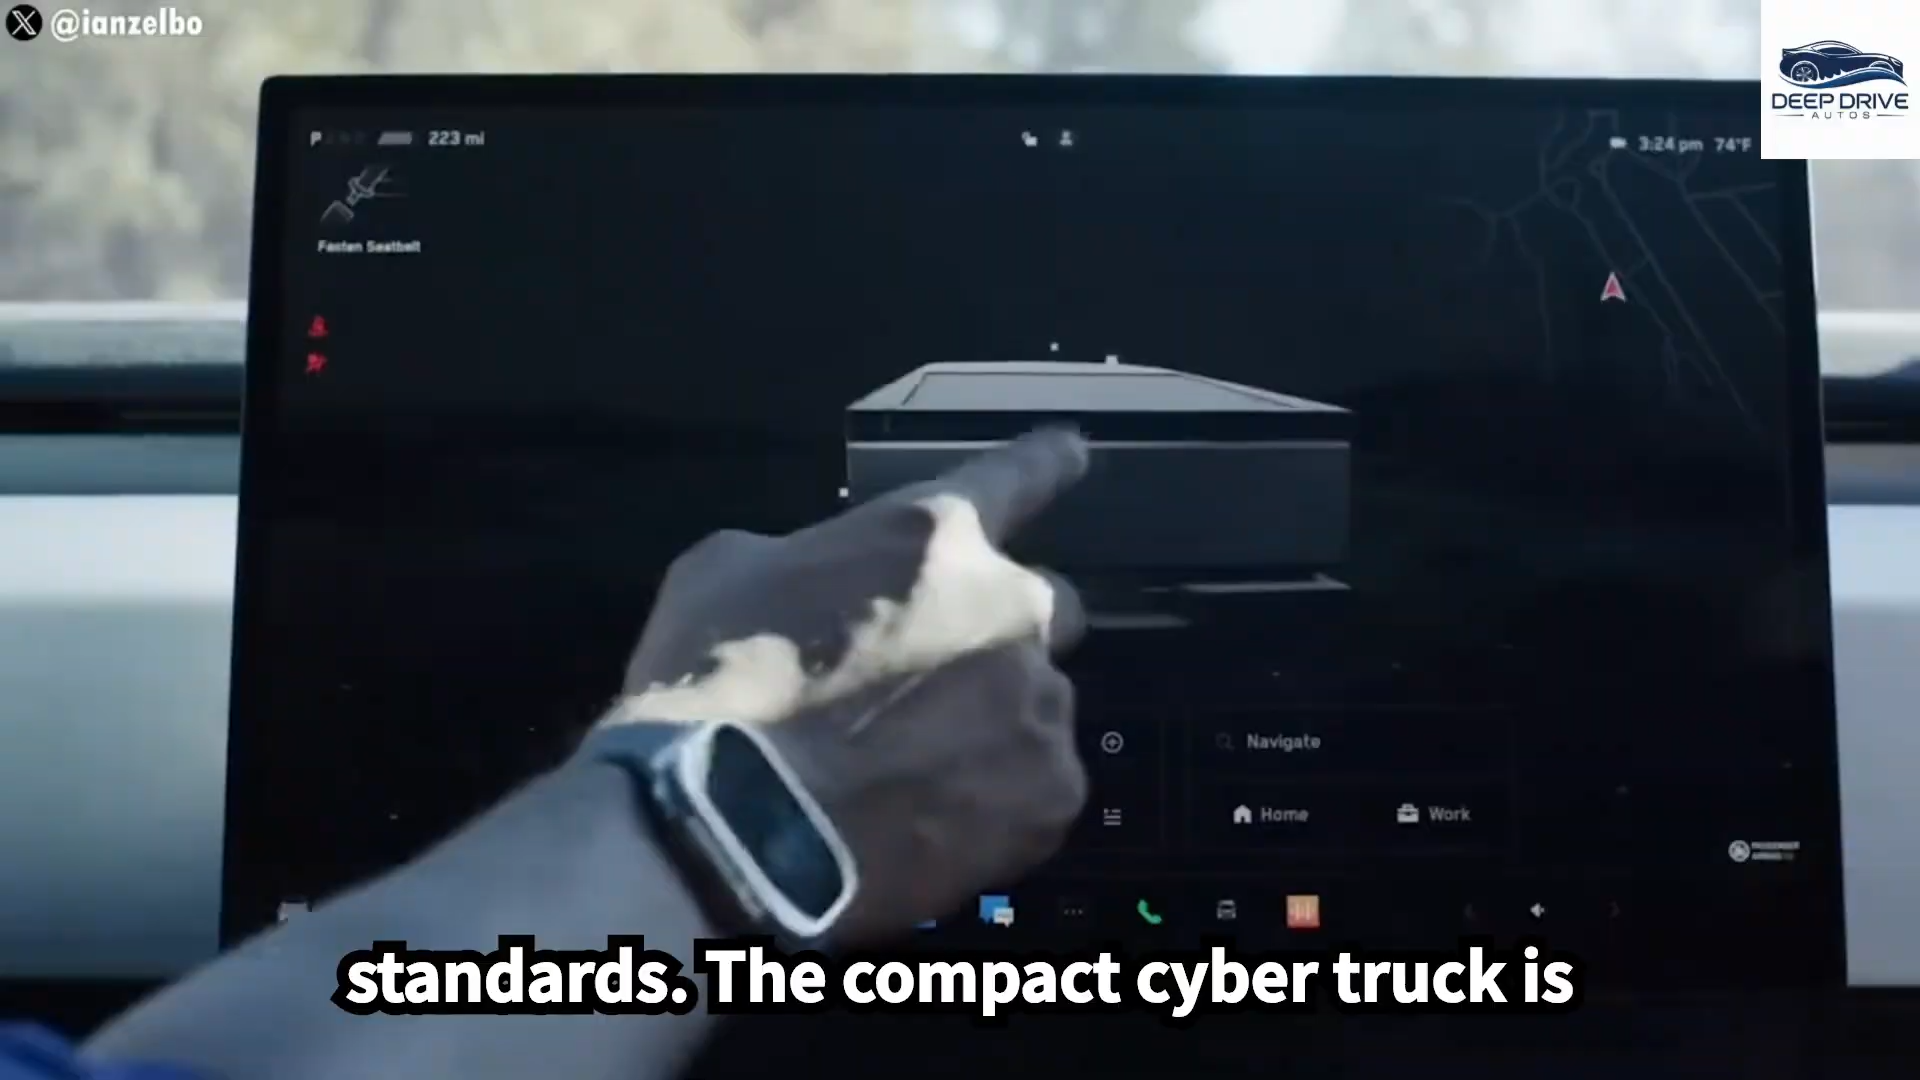 @ianzelbo
DEEP DRIVE
AUTOS
P
223 mi
3:24 pm 74°F
Fasten Seatbelt
Navigate
Home
Work
standards. The compact cyber truck is